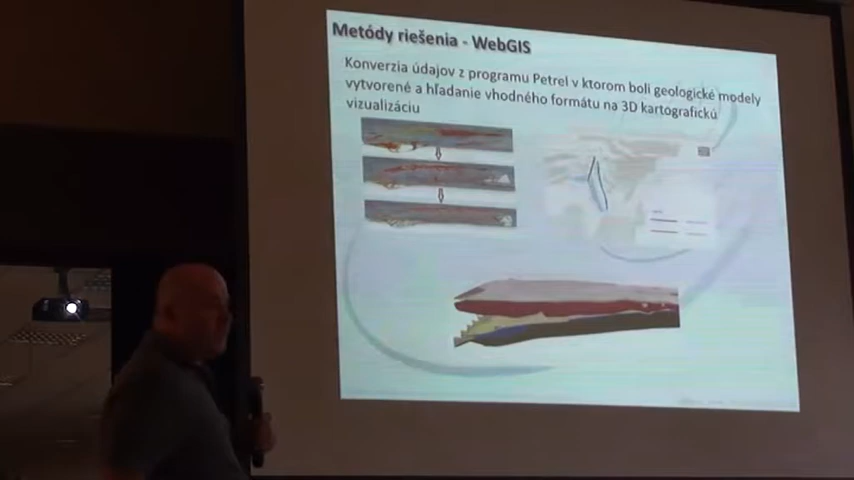 Metódy riešenia - WebGIS
Konverzia údajov z programu Petrel v ktorom boli geologické modely
vytvorené a hľadanie vhodného formátu na 3D kartografickú
vizualizáciu